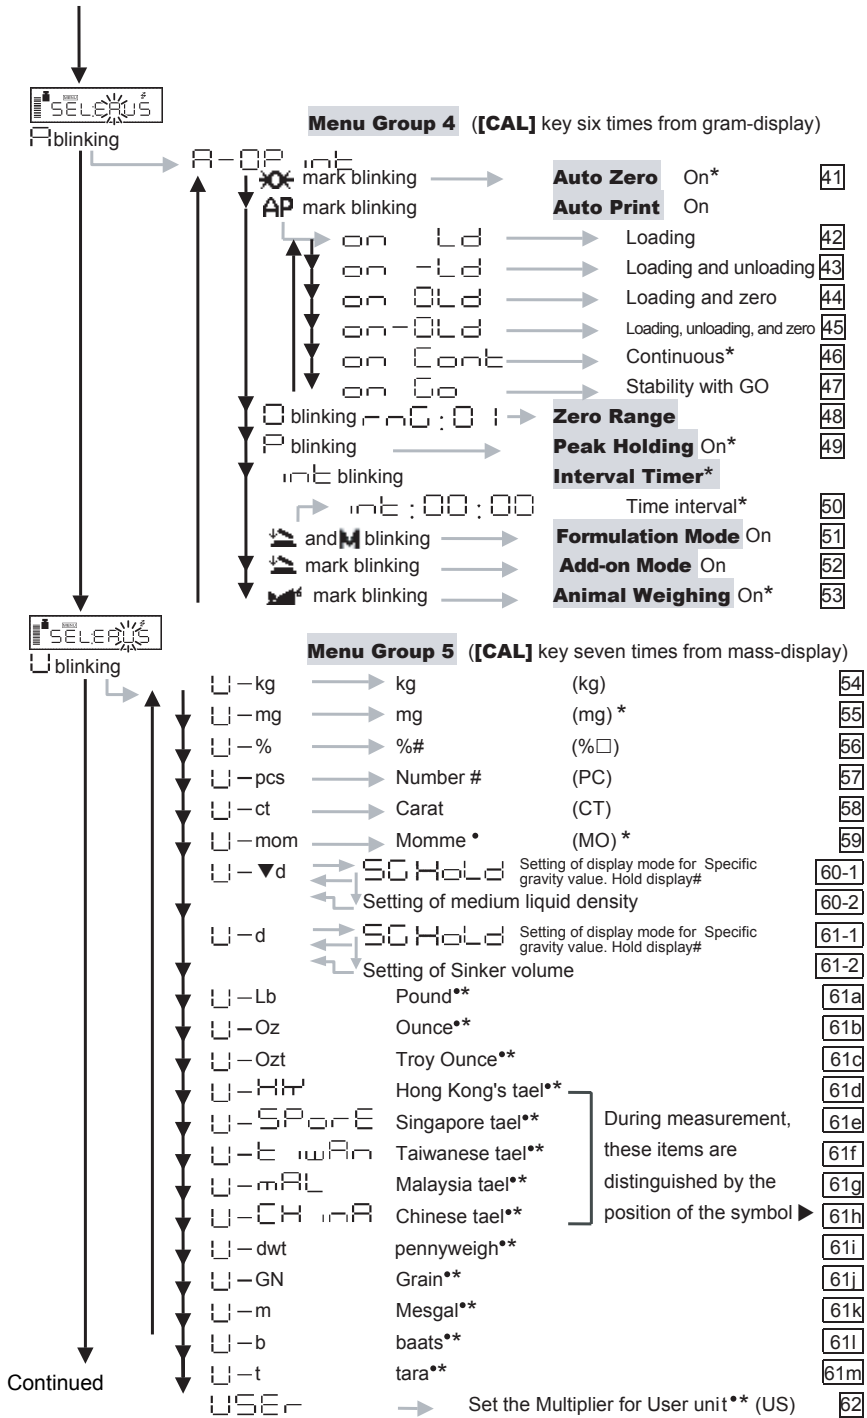 MENU
SEL:ERUS
Menu Group 4 ([CAL] key six times from gram-display)
A blinking
A-OP int
mark blinking Auto Zero On* 41
AP mark blinking Auto Print On
on Ld Loading 42
on -Ld Loading and unloading 43
on 0Ld Loading and zero 44
on-0Ld Loading, unloading, and zero 45
on Cont Continuous* 46
on Go Stability with GO 47
0 blinking rnG:01 Zero Range 48
P blinking Peak Holding On* 49
int blinking Interval Timer*
int:00:00 Time interval* 50
and M blinking Formulation Mode On 51
mark blinking Add-on Mode On 52
mark blinking Animal Weighing On* 53
MENU
SEL:ERUS
Menu Group 5 ([CAL] key seven times from mass-display)
U blinking
U-kg kg (kg) 54
U-mg mg (mg) * 55
U-% %# (%□) 56
U-pcs Number # (PC) 57
U-ct Carat (CT) 58
U-mom Momme • (MO) * 59
U-▼d SG HoLd Setting of display mode for Specific gravity value. Hold display# 60-1
Setting of medium liquid density 60-2
U-d SG HoLd Setting of display mode for Specific gravity value. Hold display# 61-1
Setting of Sinker volume 61-2
U-Lb Pound•* 61a
U-Oz Ounce•* 61b
U-Ozt Troy Ounce•* 61c
U-HK Hong Kong's tael•* 61d
U-SPorE Singapore tael•* During measurement, 61e
U-tiwAn Taiwanese tael•* these items are 61f
U-mAL Malaysia tael•* distinguished by the 61g
U-CHinA Chinese tael•* position of the symbol ▶ 61h
U-dwt pennyweigh•* 61i
U-GN Grain•* 61j
U-m Mesgal•* 61k
U-b baats•* 61l
U-t tara•* 61m
Continued
USEr Set the Multiplier for User unit•* (US) 62